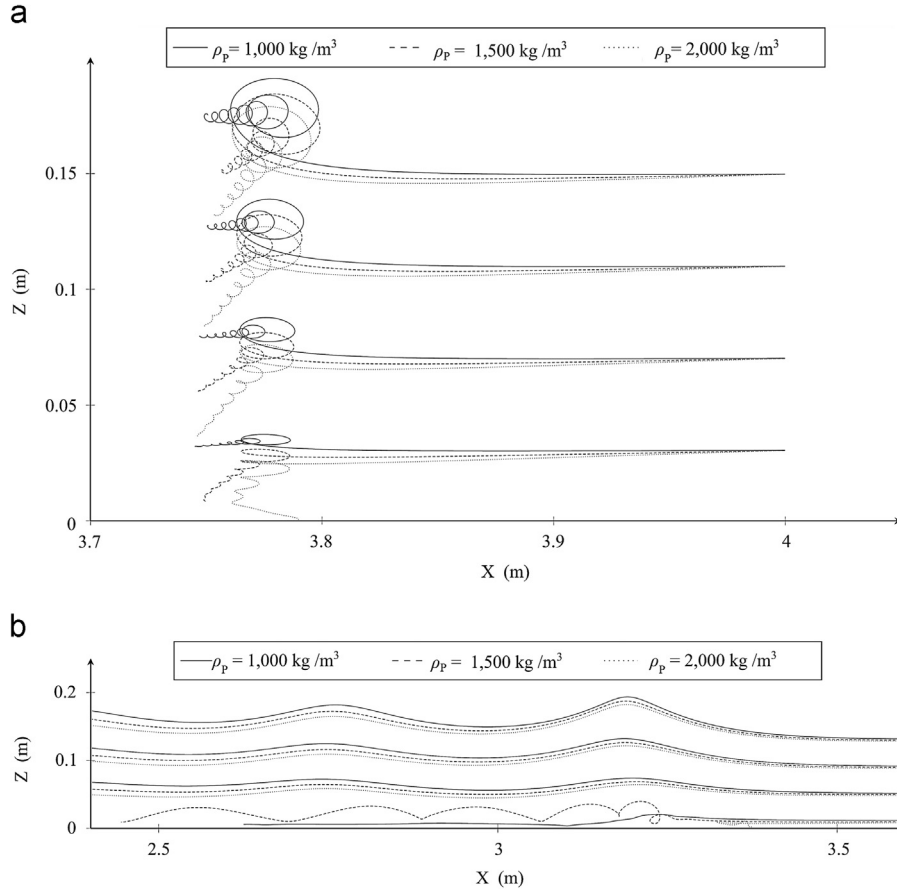 a
ρP = 1,000 kg /m³ ρP = 1,500 kg /m³ ρP = 2,000 kg /m³
0.15
0.1
0.05
0
Z (m)
3.7 3.8 3.9 4
X (m)
b
ρP = 1,000 kg /m³ ρP = 1,500 kg /m³ ρP = 2,000 kg /m³
0.2
0.1
0
Z (m)
2.5 3 3.5
X (m)